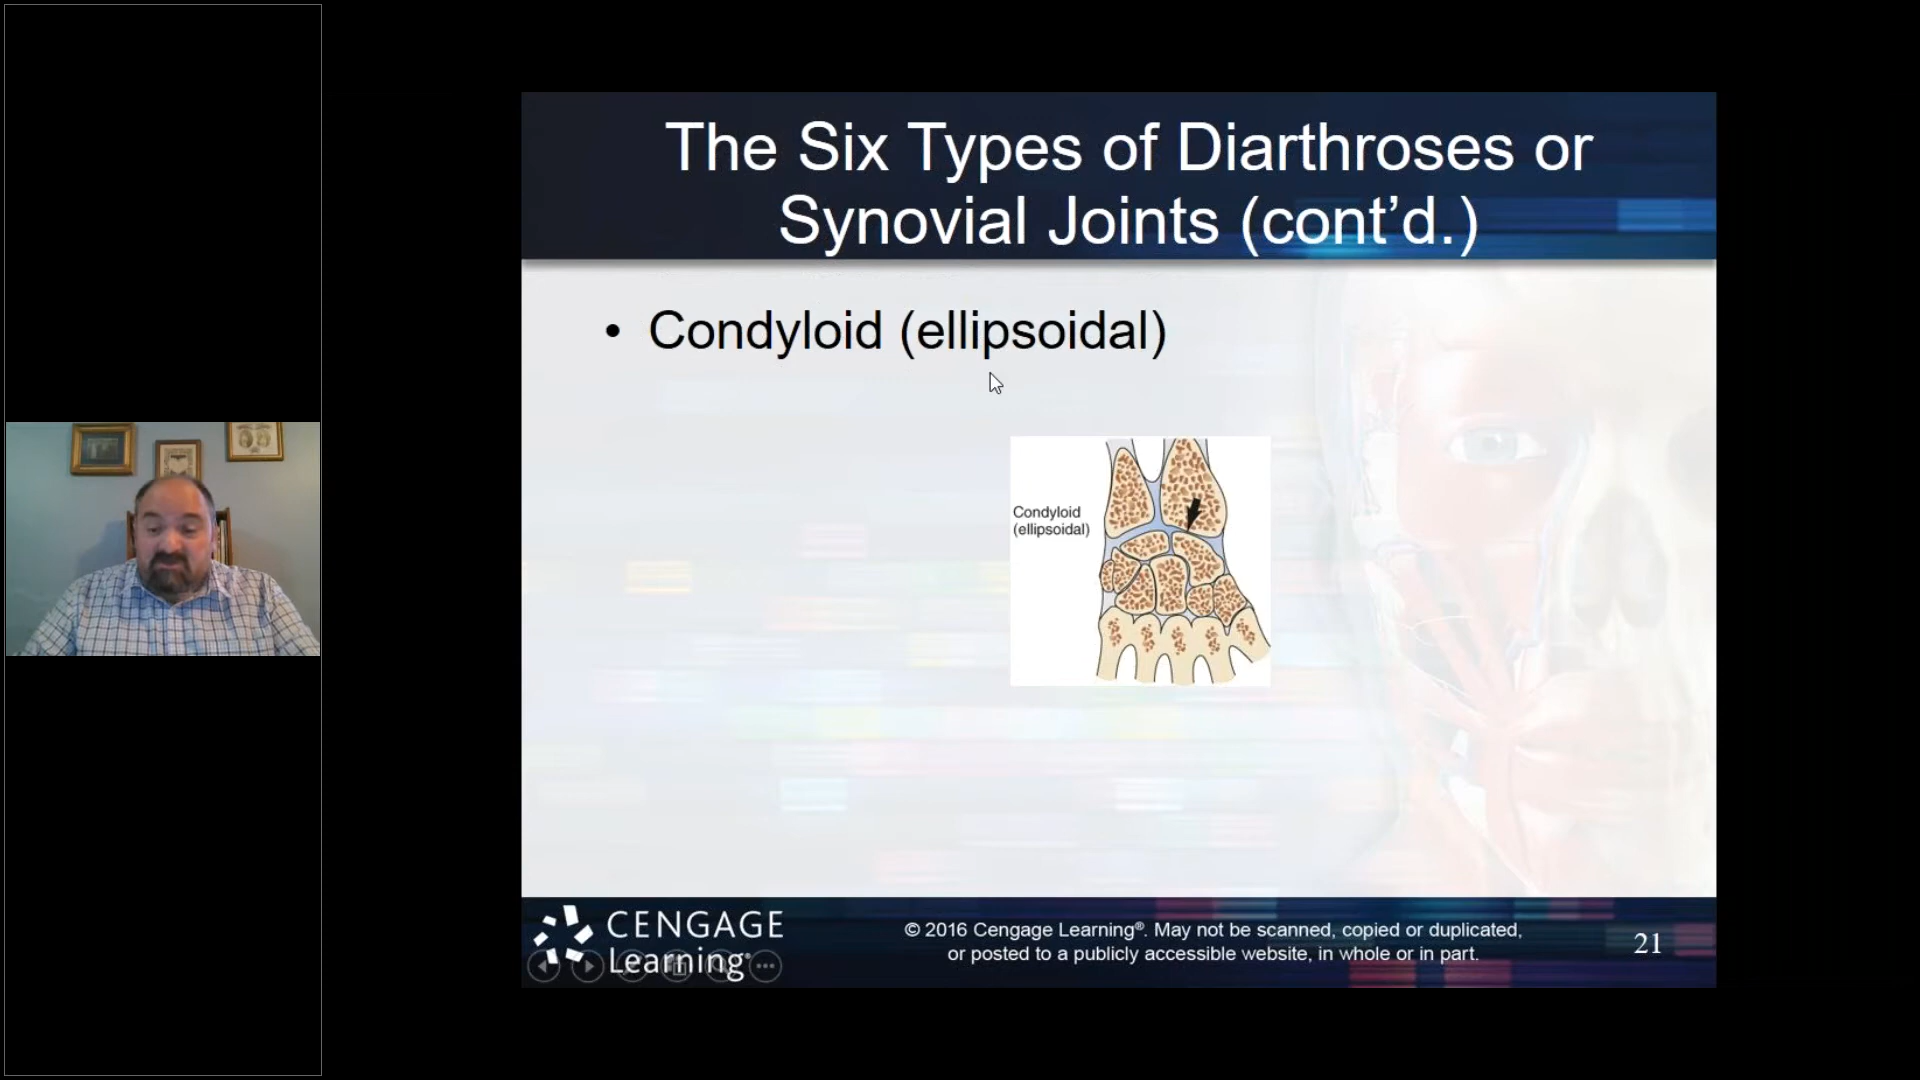 The Six Types of Diarthroses or
Synovial Joints (cont’d.)
• Condyloid (ellipsoidal)
Condyloid
(ellipsoidal)
CENGAGE
Learning®
© 2016 Cengage Learning®. May not be scanned, copied or duplicated,
or posted to a publicly accessible website, in whole or in part.
21